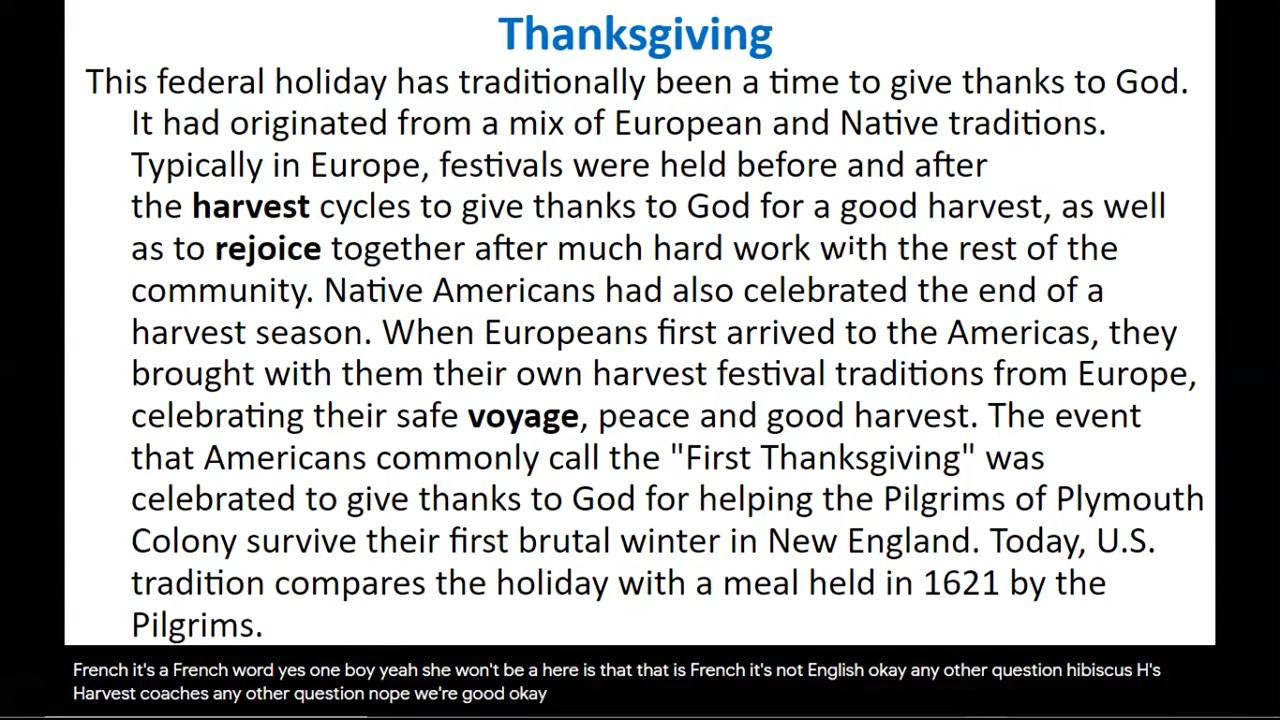 Thanksgiving
This federal holiday has traditionally been a time to give thanks to God.
It had originated from a mix of European and Native traditions.
Typically in Europe, festivals were held before and after
the harvest cycles to give thanks to God for a good harvest, as well
as to rejoice together after much hard work with the rest of the
community. Native Americans had also celebrated the end of a
harvest season. When Europeans first arrived to the Americas, they
brought with them their own harvest festival traditions from Europe,
celebrating their safe voyage, peace and good harvest. The event
that Americans commonly call the "First Thanksgiving" was
celebrated to give thanks to God for helping the Pilgrims of Plymouth
Colony survive their first brutal winter in New England. Today, U.S.
tradition compares the holiday with a meal held in 1621 by the
Pilgrims.
French it's a French word yes one boy yeah she won't be a here is that that is French it's not English okay any other question hibiscus H's
Harvest coaches any other question nope we're good okay